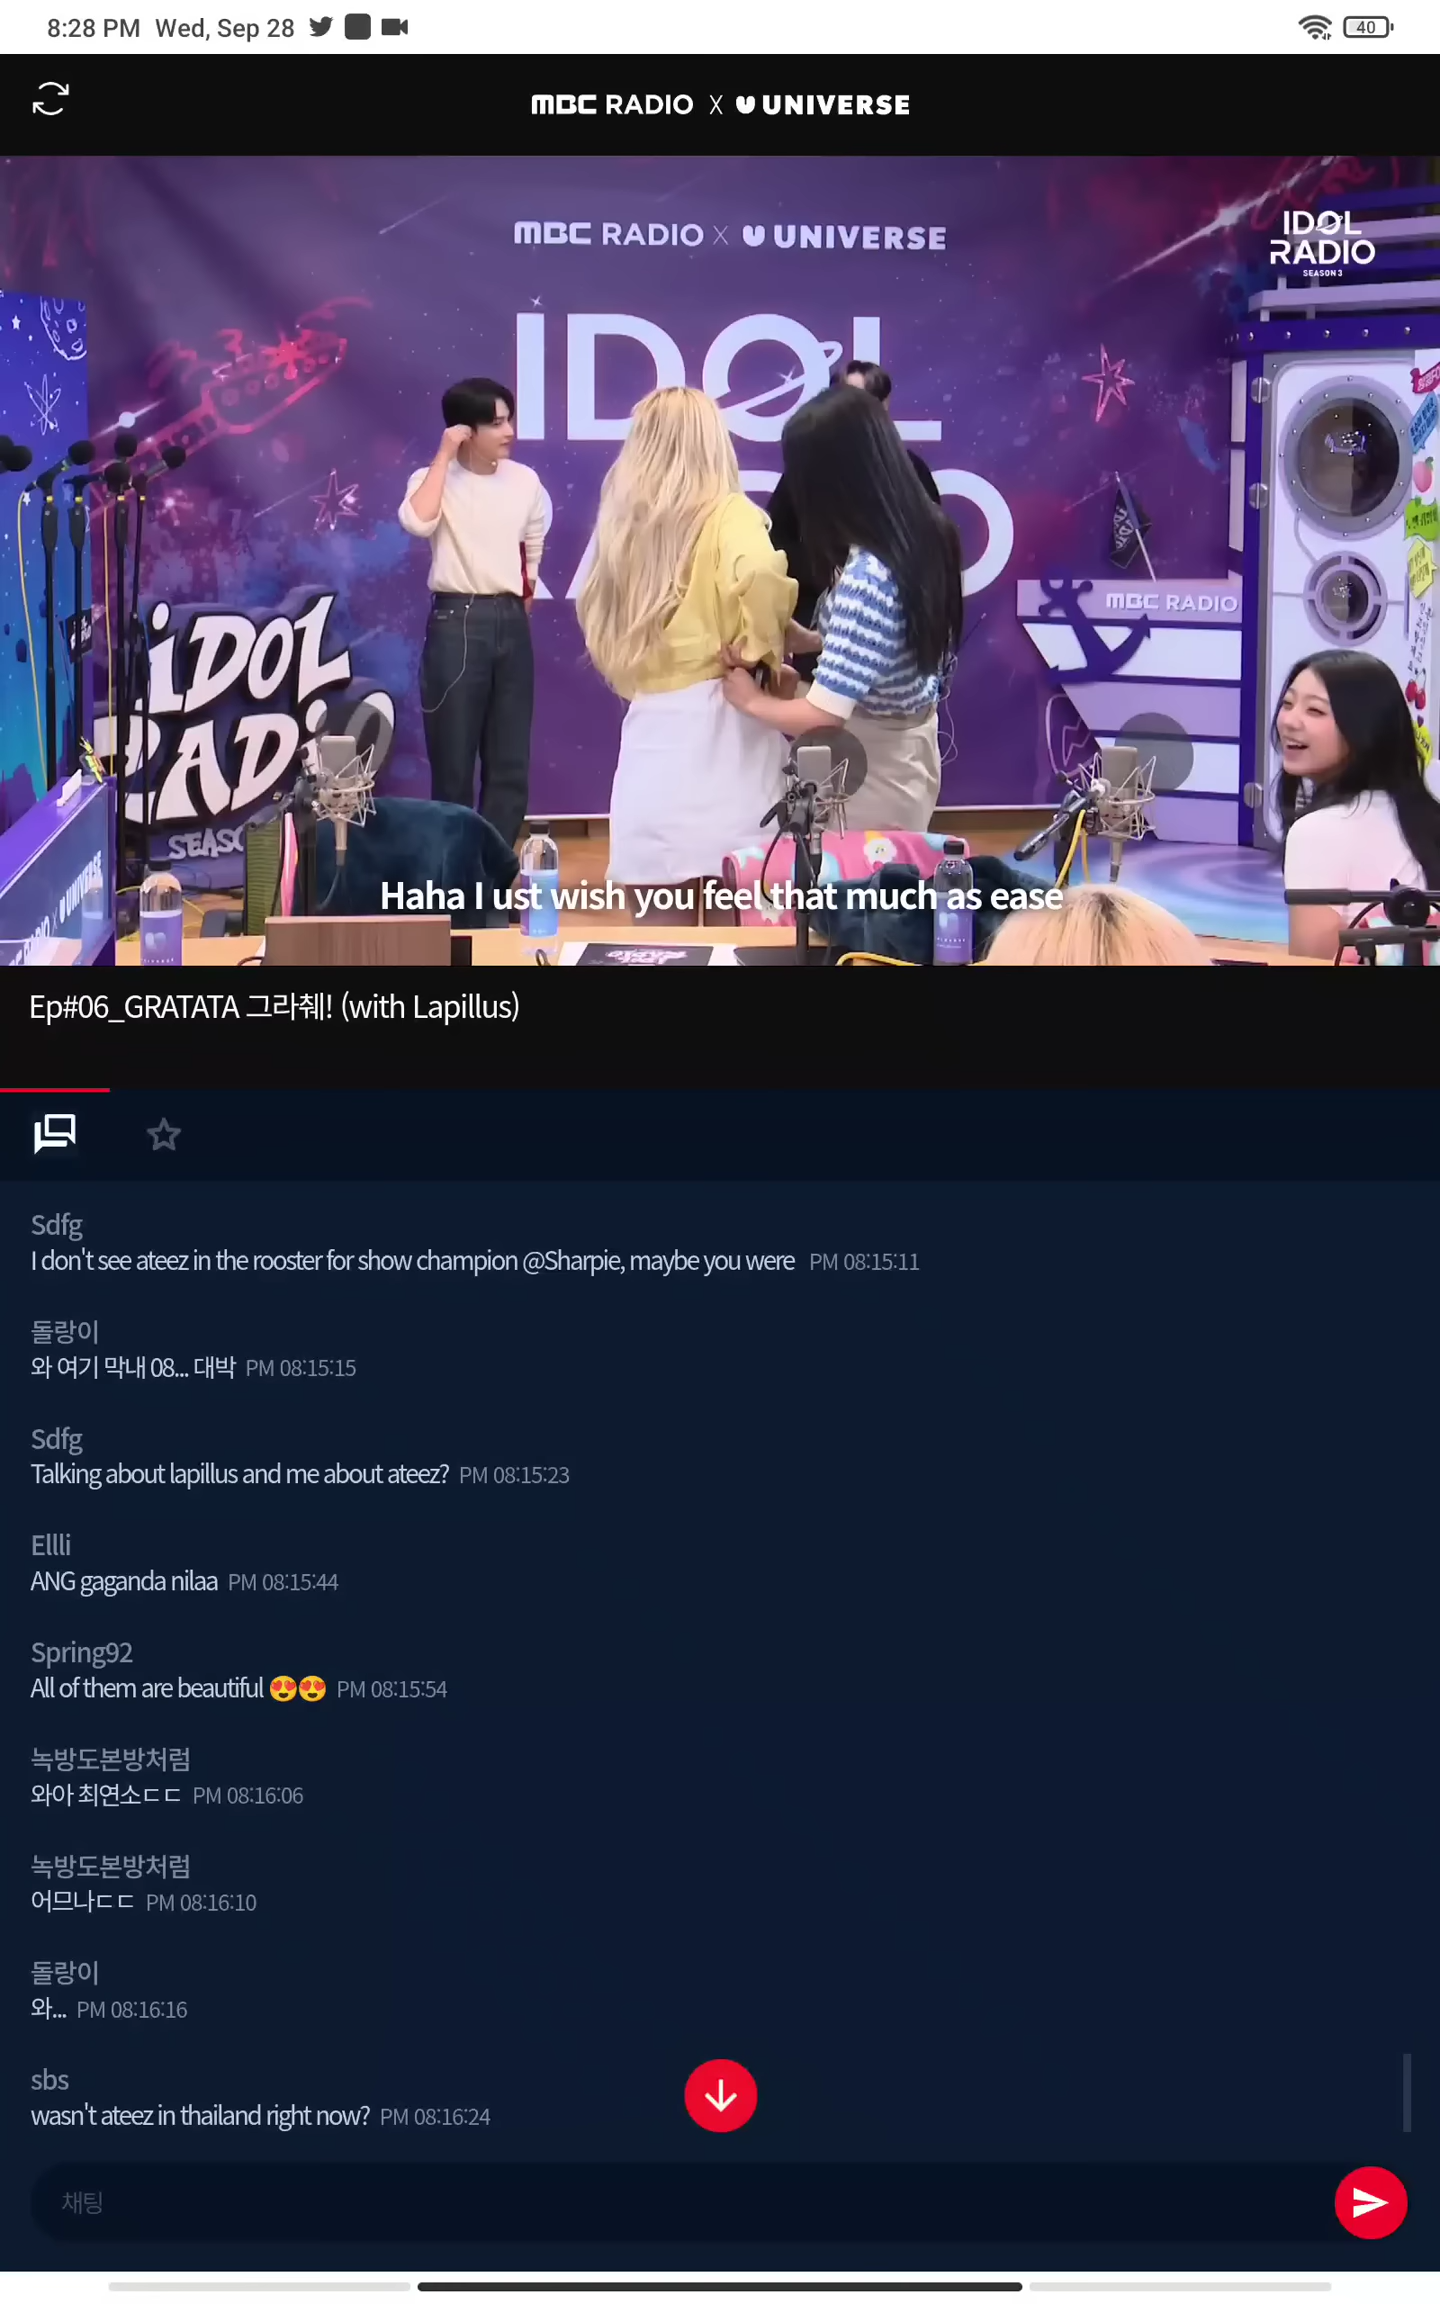 8:28 PM Wed, Sep 28
40
MBC RADIO X UNIVERSE
MBC RADIO X UNIVERSE
IDOL
RADIO
SEASON3
IDOL
MBC RADIO
iDOL
RADiO
SEASO
Haha I ust wish you feel that much as ease
Ep#06_GRATATA 그라췌! (with Lapillus)
Sdfg
I don't see ateez in the rooster for show champion @Sharpie, maybe you were PM 08:15:11
돌랑이
와 여기 막내 08... 대박 PM 08:15:15
Sdfg
Talking about lapillus and me about ateez? PM 08:15:23
Ellli
ANG gaganda nilaa PM 08:15:44
Spring92
All of them are beautiful 😍😍 PM 08:15:54
녹방도본방처럼
와아 최연소ㄷㄷ PM 08:16:06
녹방도본방처럼
어므나ㄷㄷ PM 08:16:10
돌랑이
와... PM 08:16:16
sbs
wasn't ateez in thailand right now? PM 08:16:24
채팅